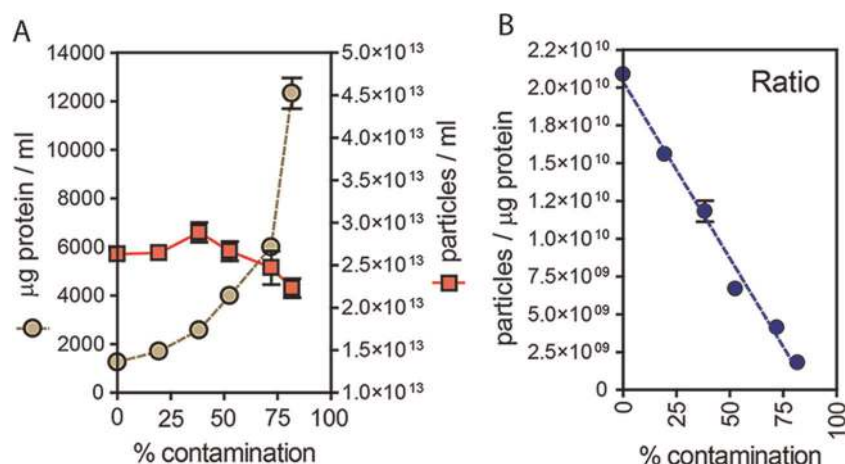 A
14000
12000
10000
8000
6000
4000
2000
0
µg protein / ml
5.0×10¹³
4.5×10¹³
4.0×10¹³
3.5×10¹³
3.0×10¹³
2.5×10¹³
2.0×10¹³
1.5×10¹³
1.0×10¹³
particles / ml
0 25 50 75 100
% contamination
B
Ratio
2.2×10¹⁰
2.0×10¹⁰
1.8×10¹⁰
1.5×10¹⁰
1.2×10¹⁰
1.0×10¹⁰
7.5×10⁰⁹
5.0×10⁰⁹
2.5×10⁰⁹
0
particles / µg protein
0 25 50 75 100
% contamination